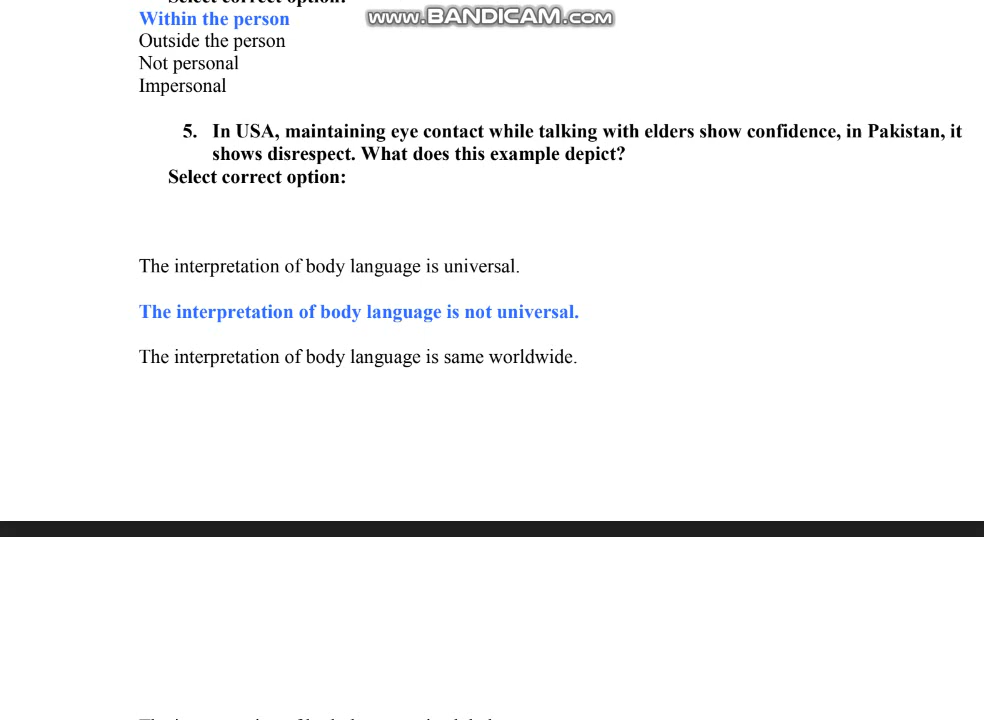 Within the person
www.BANDICAM.COM
Outside the person
Not personal
Impersonal
5. In USA, maintaining eye contact while talking with elders show confidence, in Pakistan, it
shows disrespect. What does this example depict?
Select correct option:
The interpretation of body language is universal.
The interpretation of body language is not universal.
The interpretation of body language is same worldwide.